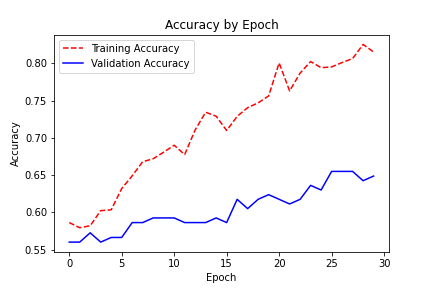 Accuracy by Epoch
Training Accuracy
Validation Accuracy
0.80
0.75
0.70
0.65
0.60
0.55
Accuracy
0 5 10 15 20 25 30
Epoch